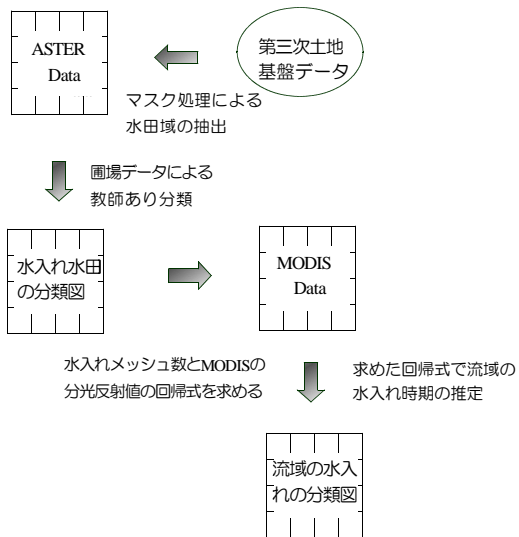 ASTER
Data
第三次土地
基盤データ
マスク処理による
水田域の抽出
圃場データによる
教師あり分類
水入れ水田
の分類図
MODIS
Data
水入れメッシュ数とMODISの
分光反射値の回帰式を求める
求めた回帰式で流域の
水入れ時期の推定
流域の水入
れの分類図